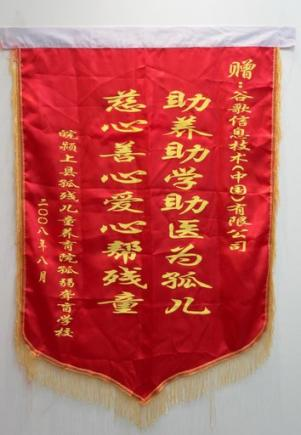 赠：谷歌信息技术（中国）有限公司
助养助学助医为孤儿
慈心善心爱心帮残童
皖颍上县孤残儿童养育院孤弱聋育学校
二〇〇八年八月